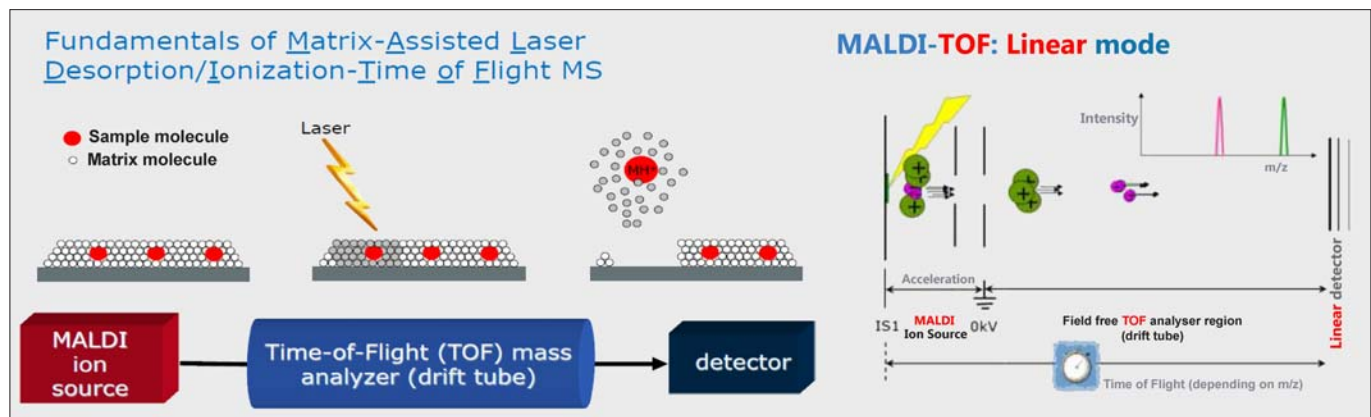 Fundamentals of Matrix-Assisted Laser
Desorption/Ionization-Time of Flight MS
Sample molecule
Matrix molecule
Laser
MH+
MALDI
ion
source
Time-of-Flight (TOF) mass
analyzer (drift tube)
detector
MALDI-TOF: Linear mode
Intensity
m/z
+
+
+
+
Acceleration
IS1
MALDI
Ion Source
0kV
Field free TOF analyser region
(drift tube)
Time of Flight (depending on m/z)
Linear detector